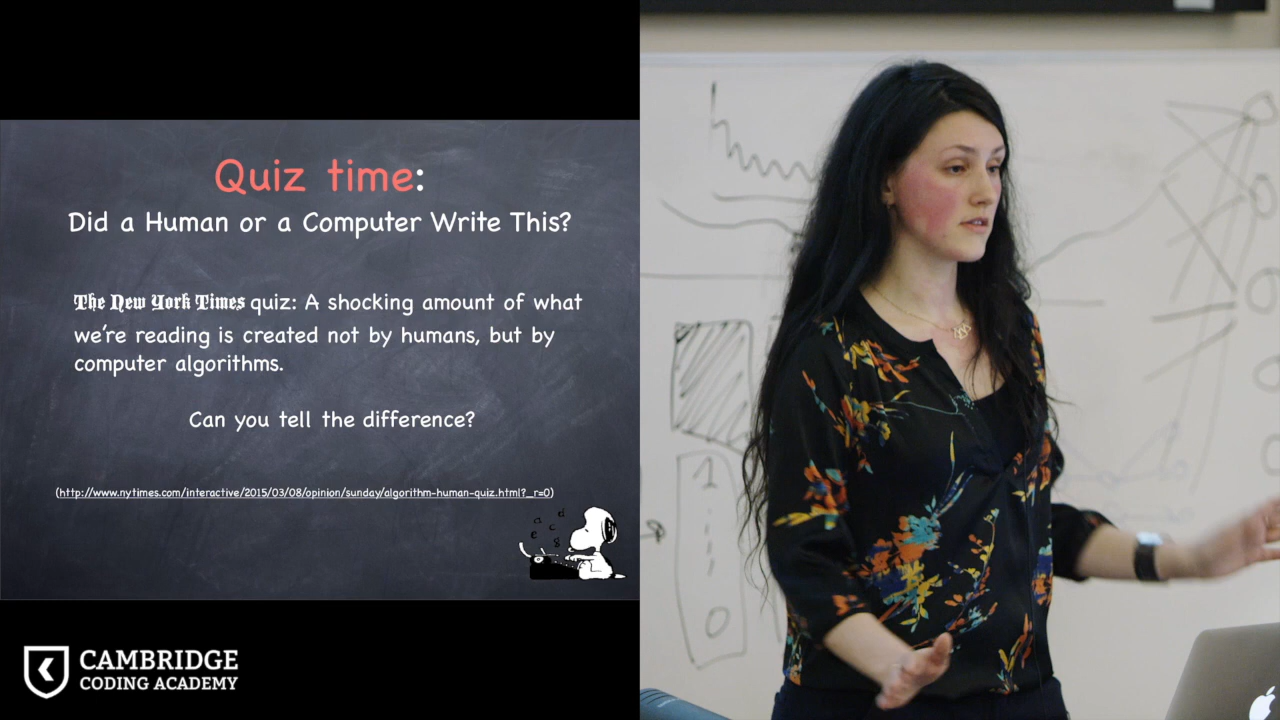 Quiz time:
Did a Human or a Computer Write This?
The New York Times quiz: A shocking amount of what
we're reading is created not by humans, but by
computer algorithms.
Can you tell the difference?
(http://www.nytimes.com/interactive/2015/03/08/opinion/sunday/algorithm-human-quiz.html?_r=0)
a d
c
e g
CAMBRIDGE
CODING ACADEMY
1
0